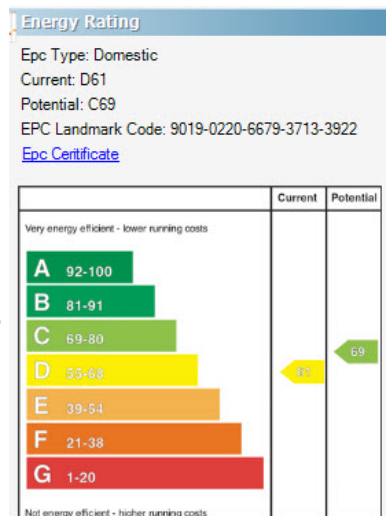 Energy Rating
Epc Type: Domestic
Current: D61
Potential: C69
EPC Landmark Code: 9019-0220-6679-3713-3922
Epc Ceritificate
Current Potential
Very energy efficient - lower running costs
A 92-100
B 81-91
C 69-80
69
D 55-68
61
E 39-54
F 21-38
G 1-20
Not energy efficient - higher running costs